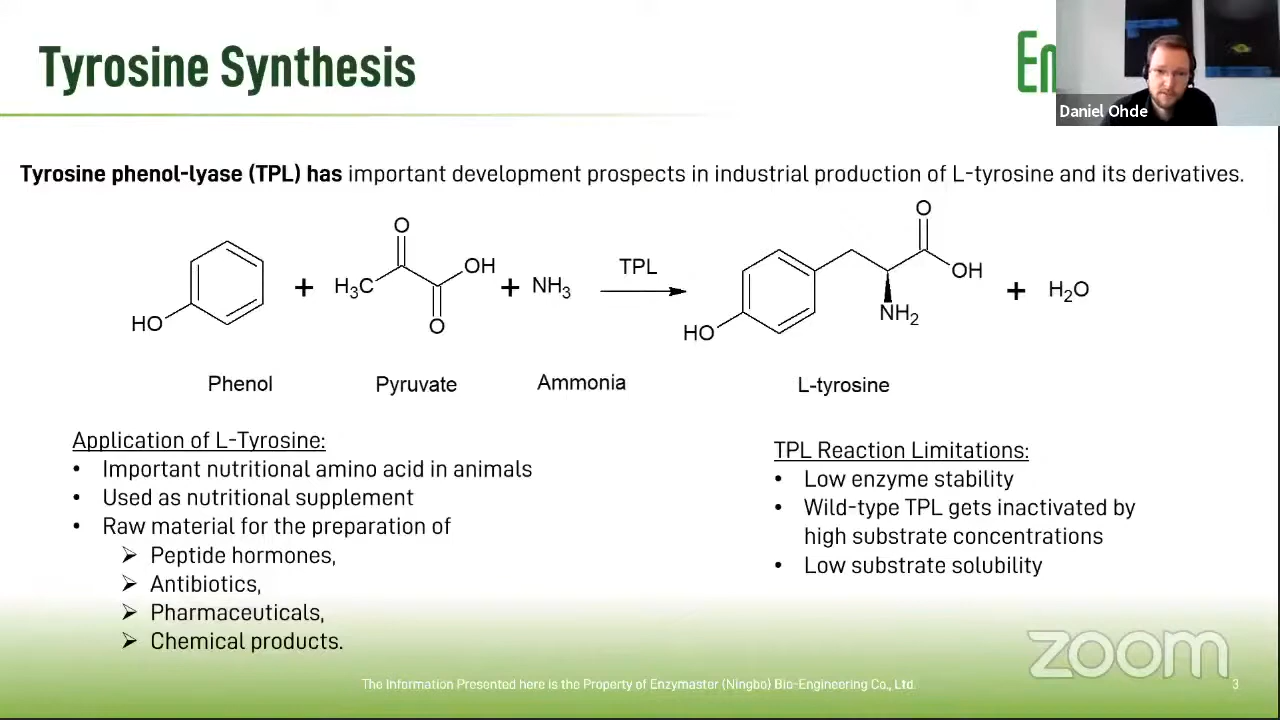 Tyrosine Synthesis
Daniel Ohde
Tyrosine phenol-lyase (TPL) has important development prospects in industrial production of L-tyrosine and its derivatives.
HO
+
H3C
O
O
OH
+
NH3
TPL
HO
O
OH
NH2
+
H2O
Phenol
Pyruvate
Ammonia
L-tyrosine
Application of L-Tyrosine:
• Important nutritional amino acid in animals
• Used as nutritional supplement
• Raw material for the preparation of
➢ Peptide hormones,
➢ Antibiotics,
➢ Pharmaceuticals,
➢ Chemical products.
TPL Reaction Limitations:
• Low enzyme stability
• Wild-type TPL gets inactivated by
high substrate concentrations
• Low substrate solubility
zoom
The Information Presented here is the Property of Enzymaster (Ningbo) Bio-Engineering Co., Ltd.
3